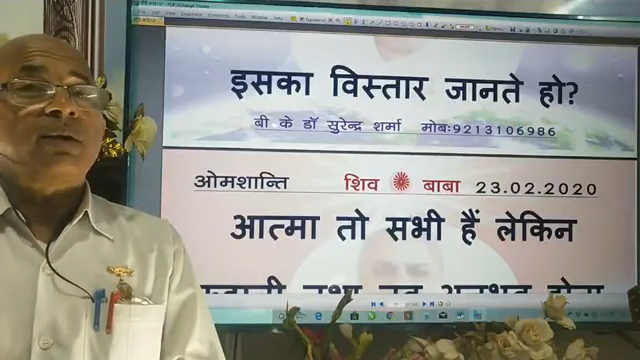 इसका विस्तार जानते हो?
बी के डॉ सुरेन्द्र शर्मा मोबः9213106986
ओमशान्ति शिव बाबा 23.02.2020
आत्मा तो सभी हैं लेकिन